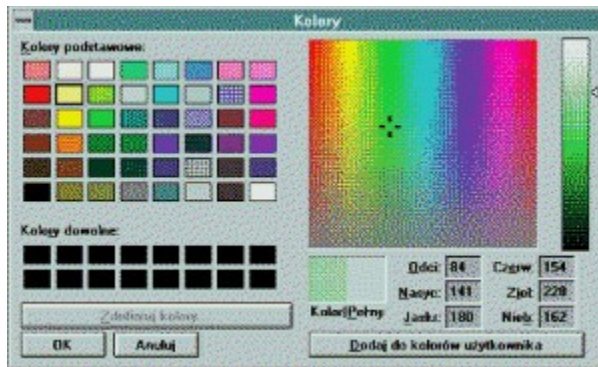 Kolory
Kolory podstawowe:
Kolory dowolne:
Zdefiniuj kolory
OK
Anuluj
Kolor|Pełny
Odci: 84
Nasyc: 141
Jaskr: 180
Czerw: 154
Ziel: 228
Nieb: 162
Dodaj do kolorów użytkownika